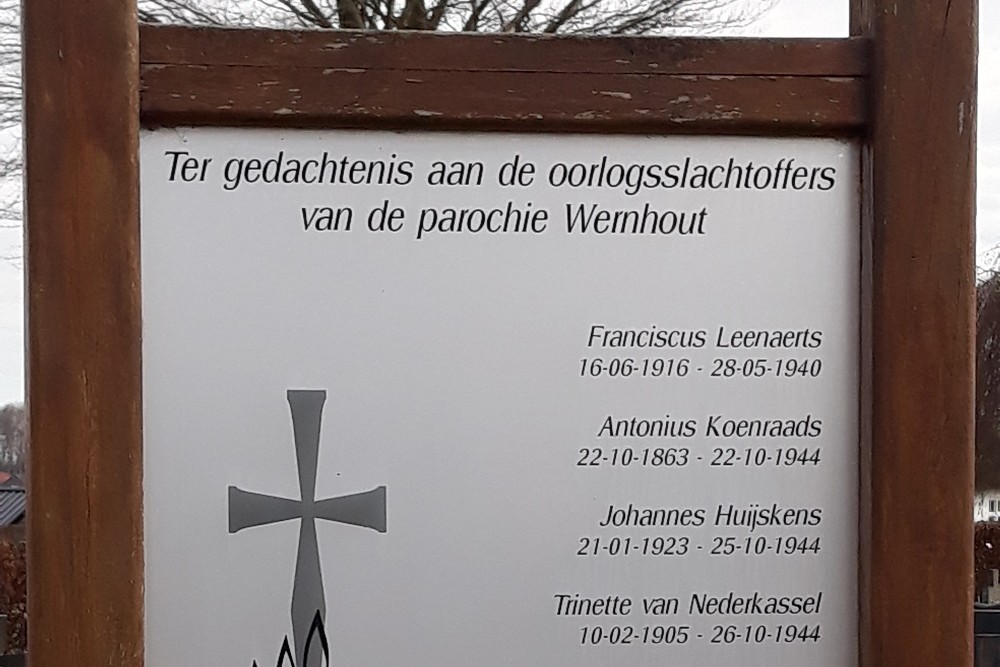 Ter gedachtenis aan de oorlogsslachtoffers
van de parochie Wernhout
Franciscus Leenaerts
16-06-1916 - 28-05-1940
Antonius Koenraads
22-10-1863 - 22-10-1944
Johannes Huijskens
21-01-1923 - 25-10-1944
Trinette van Nederkassel
10-02-1905 - 26-10-1944